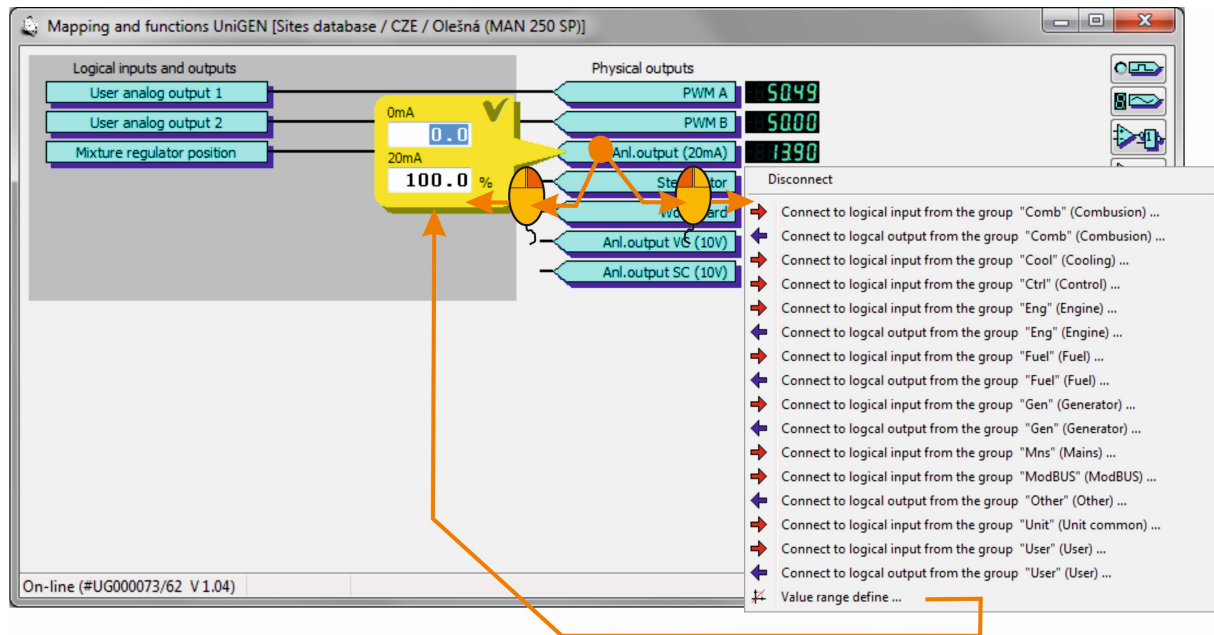 Mapping and functions UniGEN [Sites database / CZE / Olešná (MAN 250 SP)]
Logical inputs and outputs
Physical outputs
User analog output 1
PWM A
50.49
User analog output 2
PWM B
50.00
Mixture regulator position
Anl.output (20mA)
13.90
0mA
0.0
20mA
100.0 %
Anl.output VC (10V)
Anl.output SC (10V)
Disconnect
Connect to logical input from the group "Comb" (Combusion) ...
Connect to logcal output from the group "Comb" (Combusion) ...
Connect to logical input from the group "Cool" (Cooling) ...
Connect to logical input from the group "Ctrl" (Control) ...
Connect to logical input from the group "Eng" (Engine) ...
Connect to logcal output from the group "Eng" (Engine) ...
Connect to logical input from the group "Fuel" (Fuel) ...
Connect to logcal output from the group "Fuel" (Fuel) ...
Connect to logical input from the group "Gen" (Generator) ...
Connect to logcal output from the group "Gen" (Generator) ...
Connect to logical input from the group "Mns" (Mains) ...
Connect to logical input from the group "ModBUS" (ModBUS) ...
Connect to logcal output from the group "Other" (Other) ...
Connect to logical input from the group "Unit" (Unit common) ...
Connect to logical input from the group "User" (User) ...
Connect to logcal output from the group "User" (User) ...
Value range define ...
On-line (#UG000073/62 V 1.04)